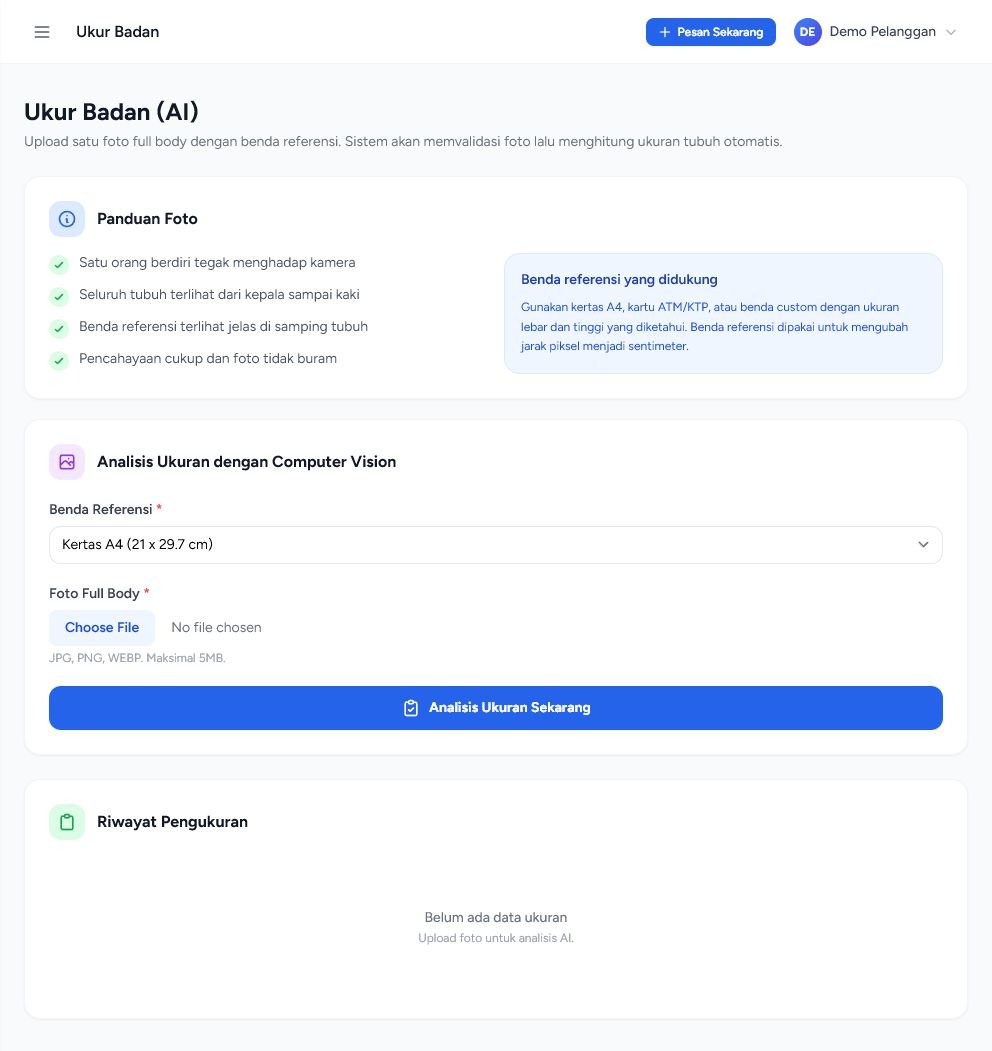 Ukur Badan
Pesan Sekarang
DE
Demo Pelanggan
Ukur Badan (AI)
Upload satu foto full body dengan benda referensi. Sistem akan memvalidasi foto lalu menghitung ukuran tubuh otomatis.
Panduan Foto
Satu orang berdiri tegak menghadap kamera
Seluruh tubuh terlihat dari kepala sampai kaki
Benda referensi terlihat jelas di samping tubuh
Pencahayaan cukup dan foto tidak buram
Benda referensi yang didukung
Gunakan kertas A4, kartu ATM/KTP, atau benda custom dengan ukuran
lebar dan tinggi yang diketahui. Benda referensi dipakai untuk mengubah
jarak piksel menjadi sentimeter.
Analisis Ukuran dengan Computer Vision
Benda Referensi *
Kertas A4 (21 x 29.7 cm)
Foto Full Body *
Choose File
No file chosen
JPG, PNG, WEBP. Maksimal 5MB.
Analisis Ukuran Sekarang
Riwayat Pengukuran
Belum ada data ukuran
Upload foto untuk analisis AI.